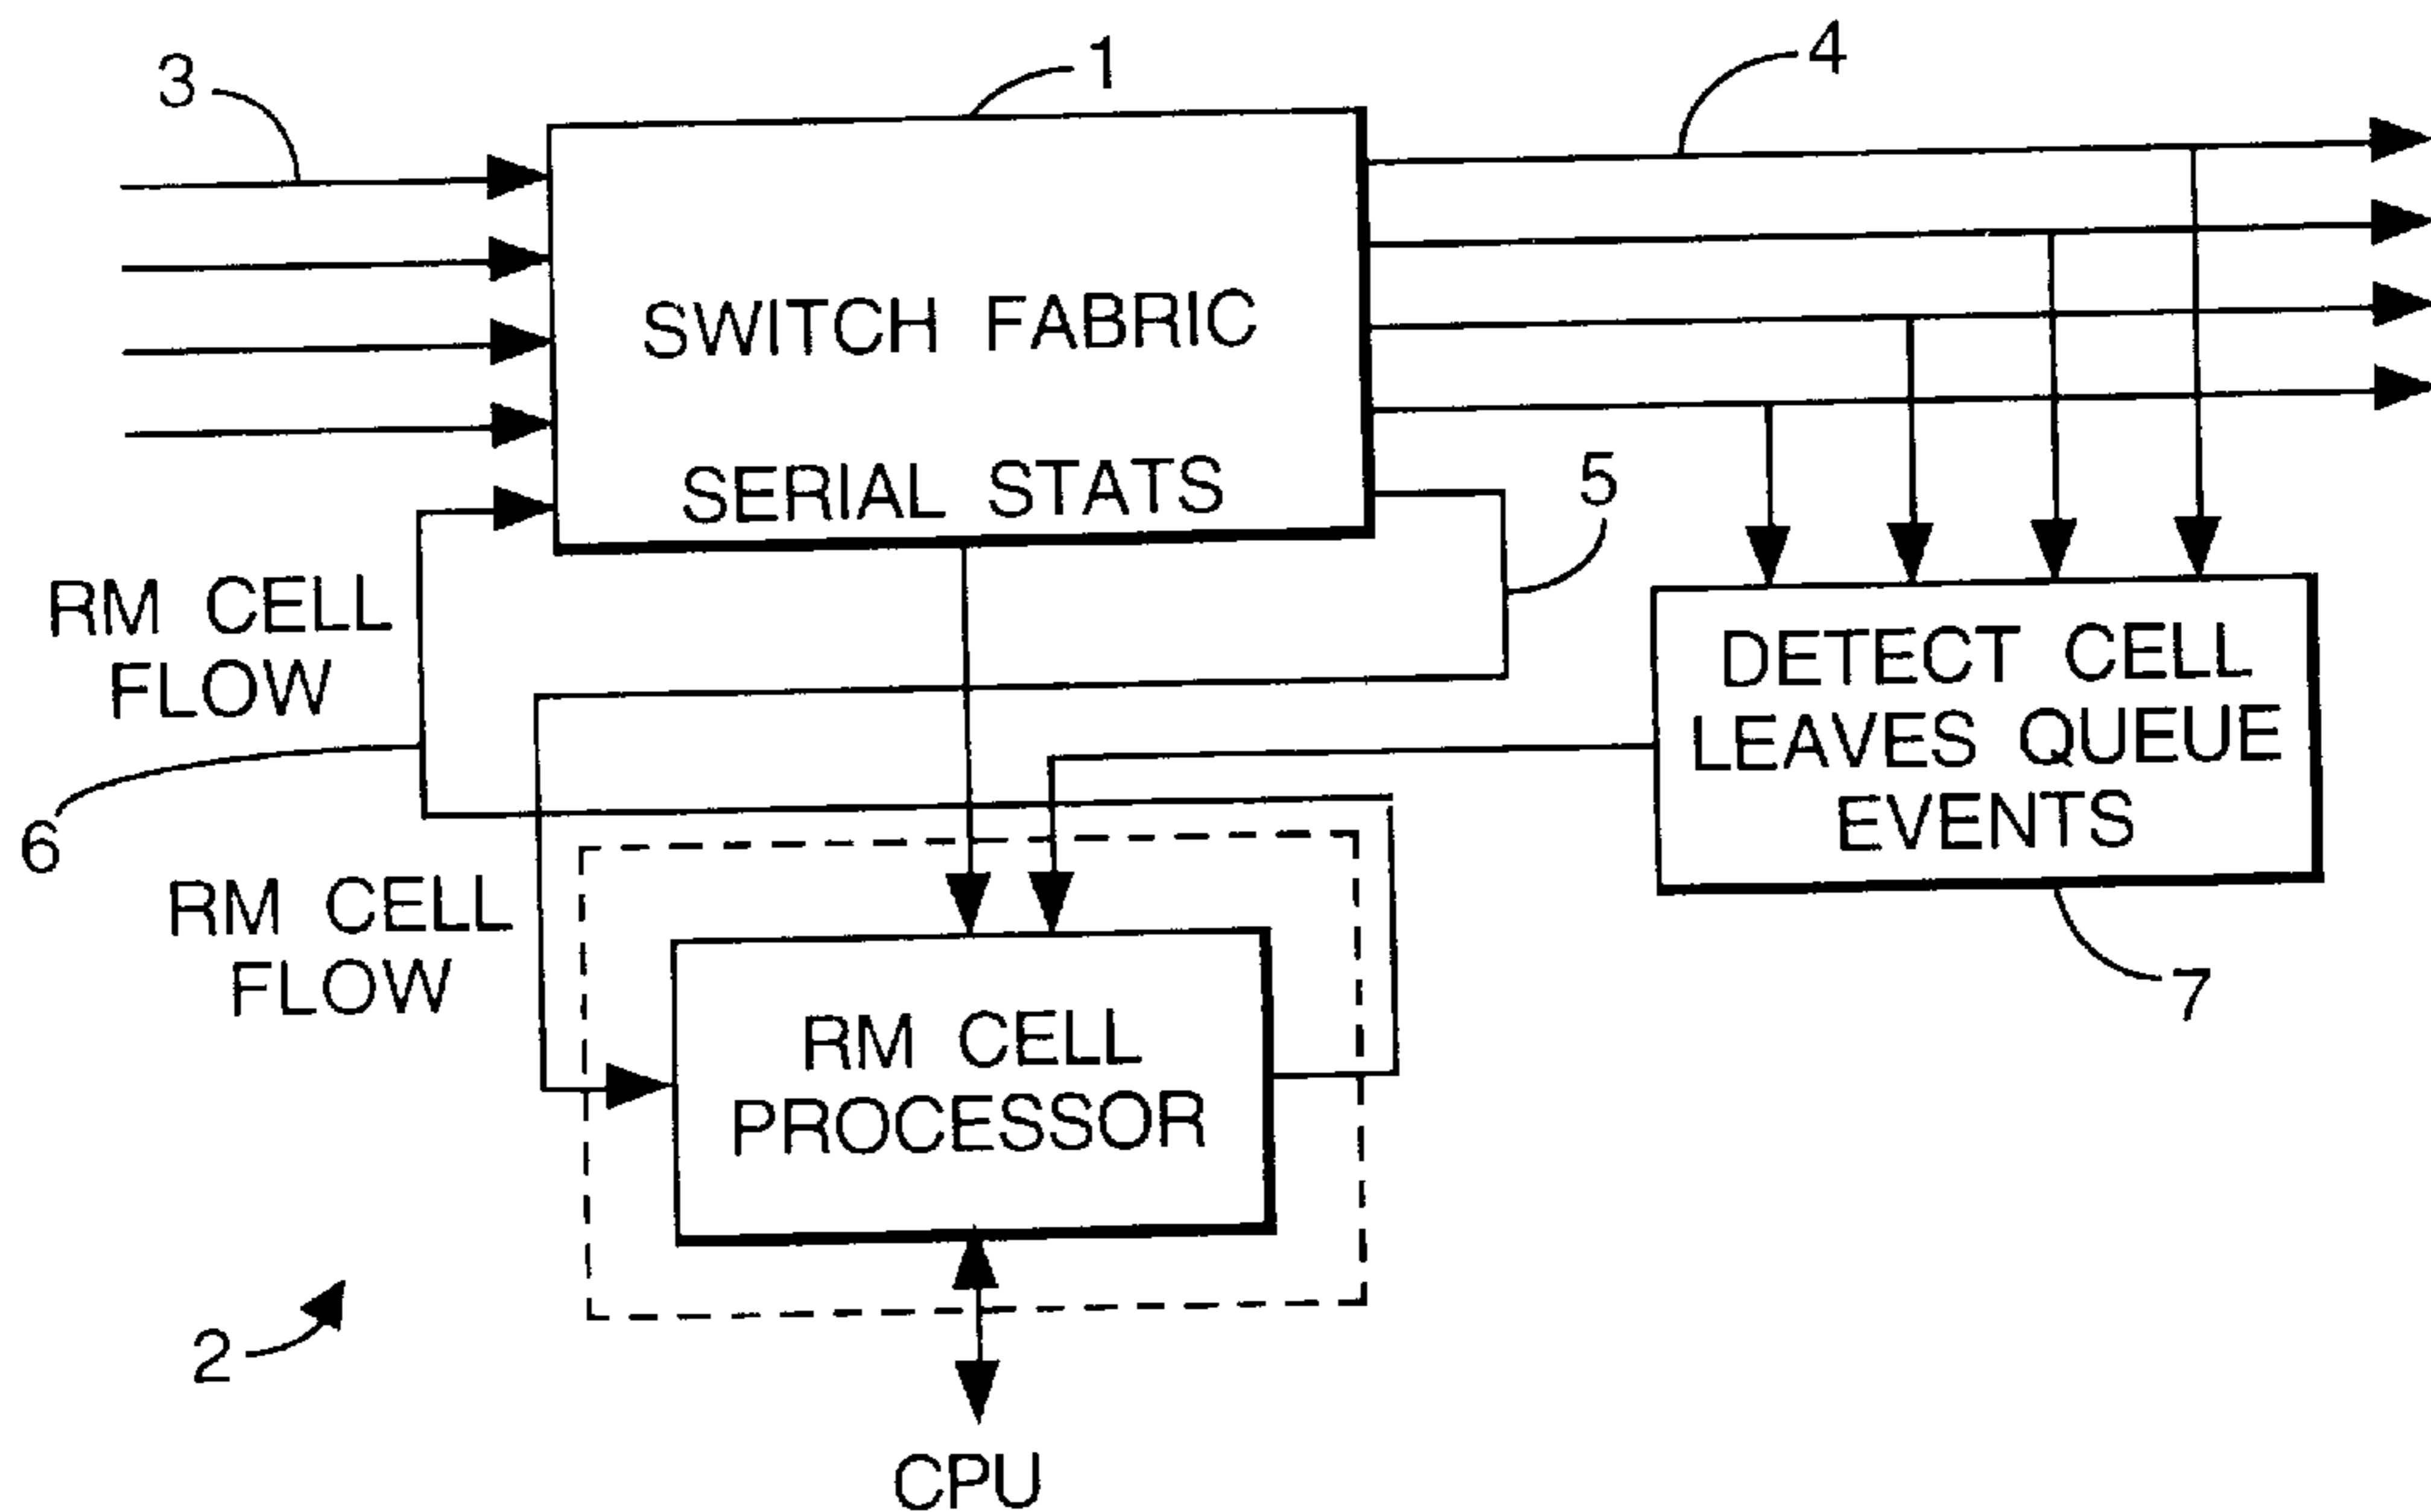 3
1
4
SWITCH FABRIC
SERIAL STATS
5
RM CELL
FLOW
DETECT CELL
LEAVES QUEUE
EVENTS
6
RM CELL
FLOW
7
RM CELL
PROCESSOR
2
CPU